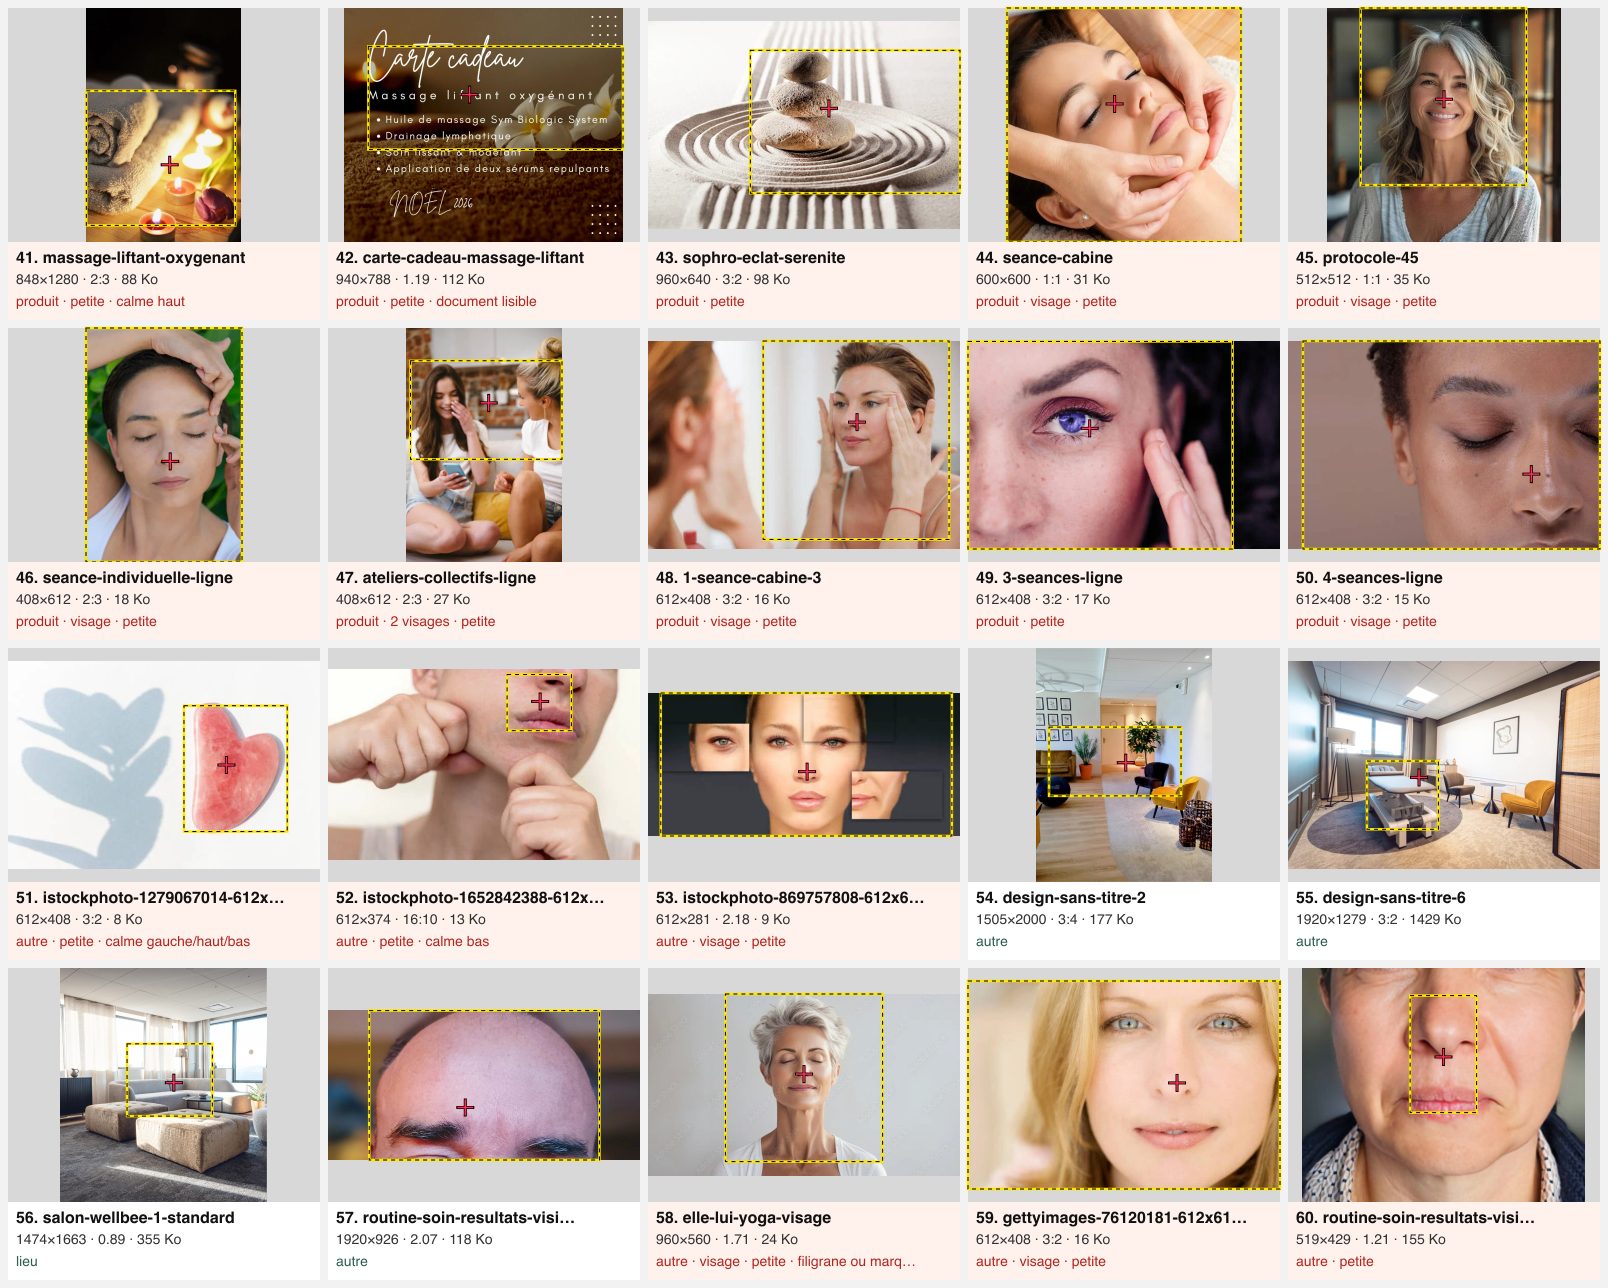 Carte cadeau
Massage liftant oxygénant
• Huile de massage Sym Biologic System
• Drainage lymphatique
• Soin lissant & modelant
• Application de deux sérums repulpants
NOEL 2026
41. massage-liftant-oxygenant
848×1280 · 2:3 · 88 Ko
produit · petite · calme haut
42. carte-cadeau-massage-liftant
940×788 · 1.19 · 112 Ko
produit · petite · document lisible
43. sophro-eclat-serenite
960×640 · 3:2 · 98 Ko
produit · petite
44. seance-cabine
600×600 · 1:1 · 31 Ko
produit · visage · petite
45. protocole-45
512×512 · 1:1 · 35 Ko
produit · visage · petite
46. seance-individuelle-ligne
408×612 · 2:3 · 18 Ko
produit · visage · petite
47. ateliers-collectifs-ligne
408×612 · 2:3 · 27 Ko
produit · 2 visages · petite
48. 1-seance-cabine-3
612×408 · 3:2 · 16 Ko
produit · visage · petite
49. 3-seances-ligne
612×408 · 3:2 · 17 Ko
produit · petite
50. 4-seances-ligne
612×408 · 3:2 · 15 Ko
produit · visage · petite
51. istockphoto-1279067014-612x…
612×408 · 3:2 · 8 Ko
autre · petite · calme gauche/haut/bas
52. istockphoto-1652842388-612x…
612×374 · 16:10 · 13 Ko
autre · petite · calme bas
53. istockphoto-869757808-612x6…
612×281 · 2.18 · 9 Ko
autre · visage · petite
54. design-sans-titre-2
1505×2000 · 3:4 · 177 Ko
autre
55. design-sans-titre-6
1920×1279 · 3:2 · 1429 Ko
autre
56. salon-wellbee-1-standard
1474×1663 · 0.89 · 355 Ko
lieu
57. routine-soin-resultats-visi…
1920×926 · 2.07 · 118 Ko
autre
58. elle-lui-yoga-visage
960×560 · 1.71 · 24 Ko
autre · visage · petite · filigrane ou marq…
59. gettyimages-76120181-612x61…
612×408 · 3:2 · 16 Ko
autre · visage · petite
60. routine-soin-resultats-visi…
519×429 · 1.21 · 155 Ko
autre · petite